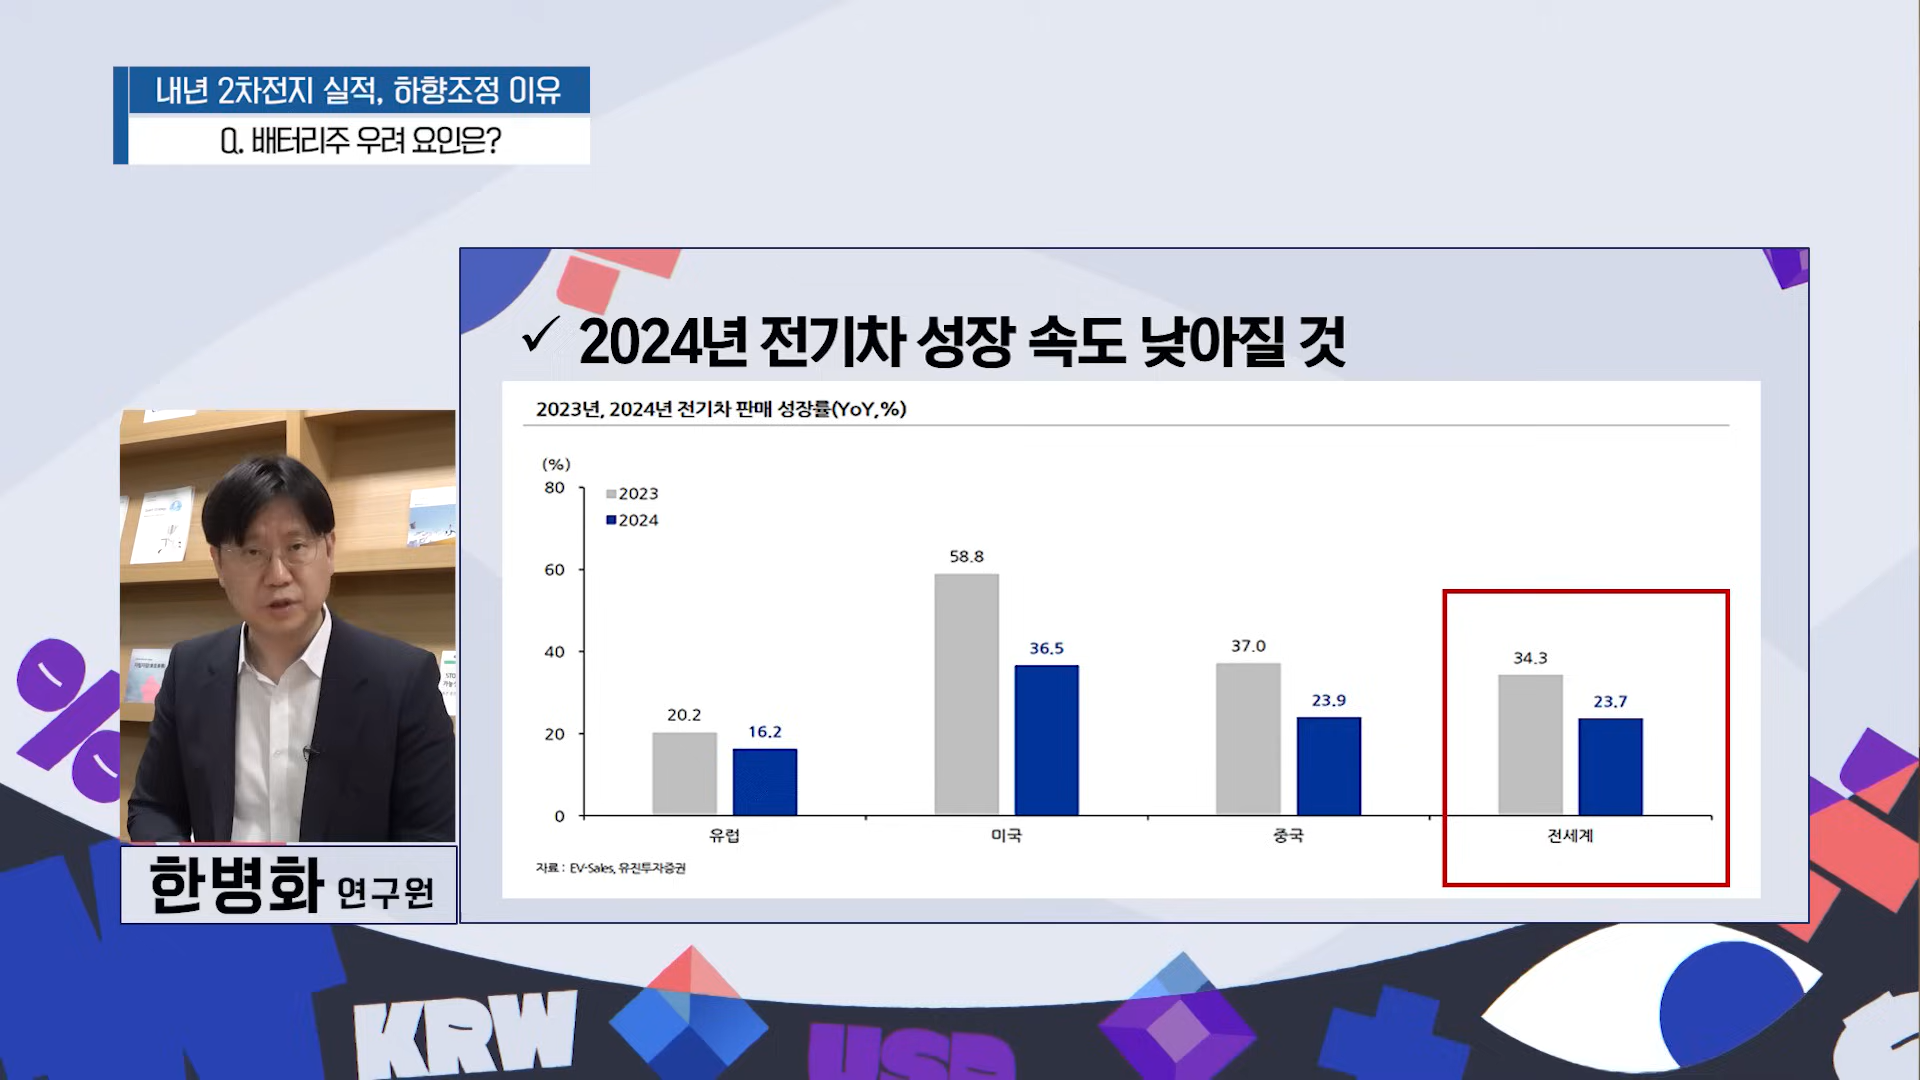 내년 2차전지 실적, 하향조정 이유
Q. 배터리주 우려 요인은?
✓ 2024년 전기차 성장 속도 낮아질 것
2023년, 2024년 전기차 판매 성장률(YoY,%)
(%)
80
60
40
20
0
2023
2024
20.2
16.2
58.8
36.5
37.0
23.9
34.3
23.7
유럽
미국
중국
전세계
자료 : EV-Sales, 유진투자증권
한병화 연구원
%
KRW
USD